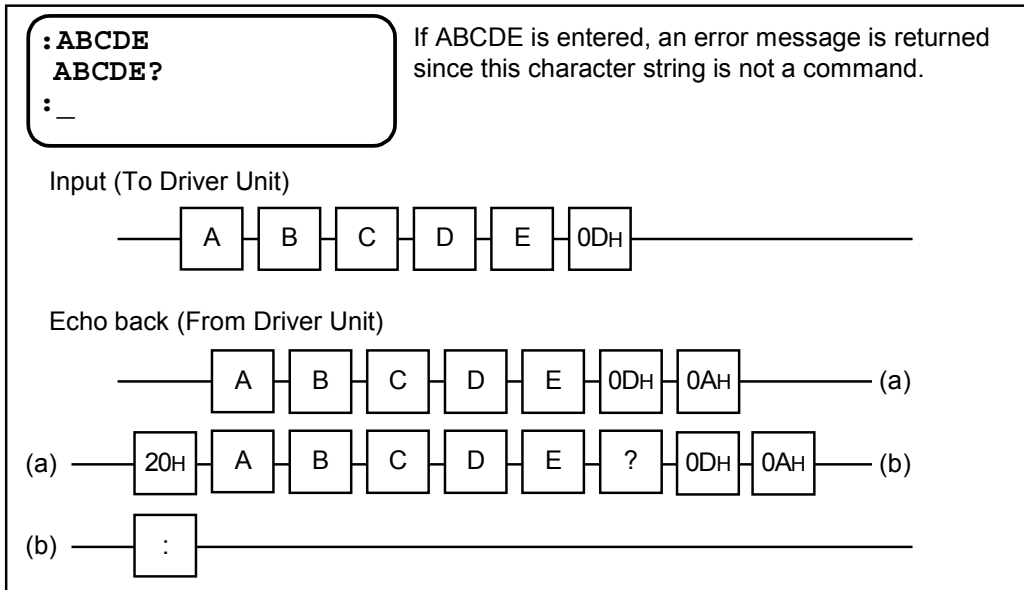 :ABCDE
ABCDE?
:_
If ABCDE is entered, an error message is returned
since this character string is not a command.
Input (To Driver Unit)
A B C D E 0DH
Echo back (From Driver Unit)
A B C D E 0DH 0AH (a)
(a) 20H A B C D E ? 0DH 0AH (b)
(b) :